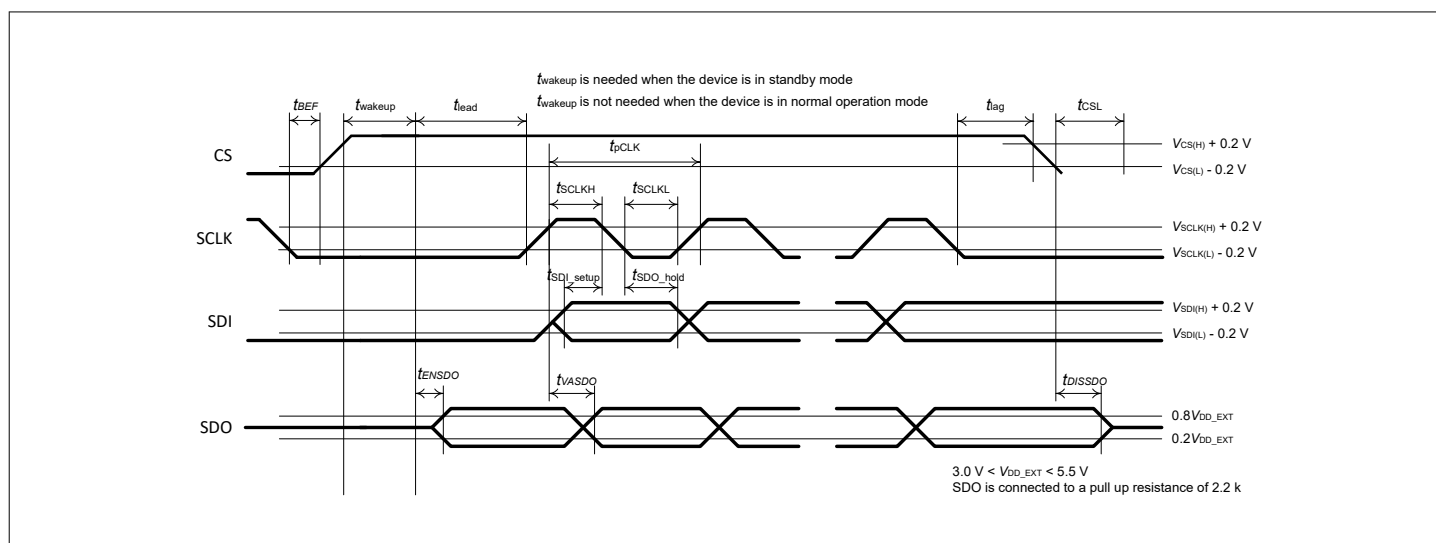 twakeup is needed when the device is in standby mode
twakeup is not needed when the device is in normal operation mode
tBEF
twakeup
tlead
tlag
tCSL
CS
tpCLK
VCS(H) + 0.2 V
VCS(L) - 0.2 V
tSCLKH
tSCLKL
SCLK
VSCLK(H) + 0.2 V
VSCLK(L) - 0.2 V
tSDI_setup
tSDO_hold
SDI
VSDI(H) + 0.2 V
VSDI(L) - 0.2 V
tENSDO
tVASDO
tDISSDO
SDO
0.8VDD_EXT
0.2VDD_EXT
3.0 V < VDD_EXT < 5.5 V
SDO is connected to a pull up resistance of 2.2 k